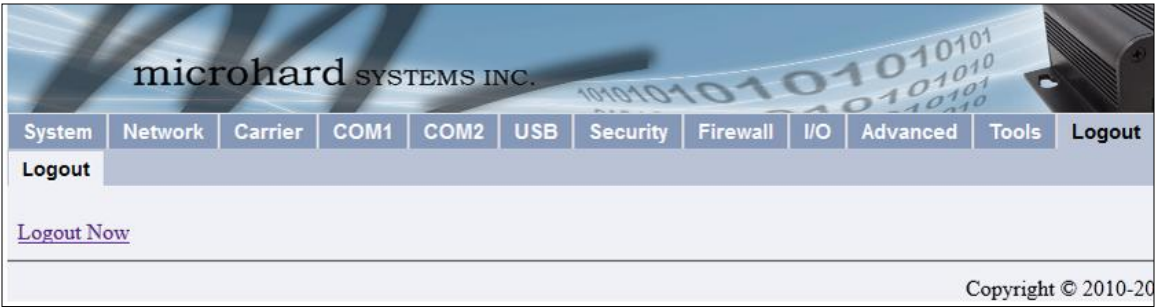 microhard SYSTEMS INC.
System Network Carrier COM1 COM2 USB Security Firewall I/O Advanced Tools Logout
Logout
Logout Now
Copyright © 2010-20